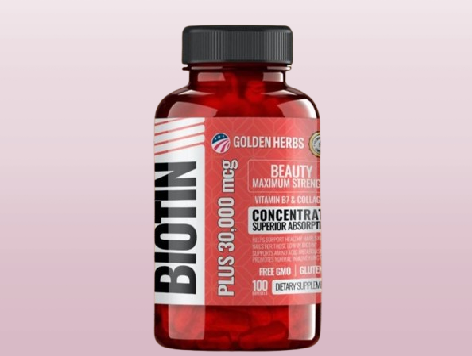 BIOTIN
PLUS 30,000 mcg
GOLDEN HERBS
BEAUTY
MAXIMUM STRENG
VITAMIN B7 & COLLAG
CONCENTRAT
SUPERIOR ABSORPTI
FREE GMO | GLUTE
100
DIETARY SUPPLEM